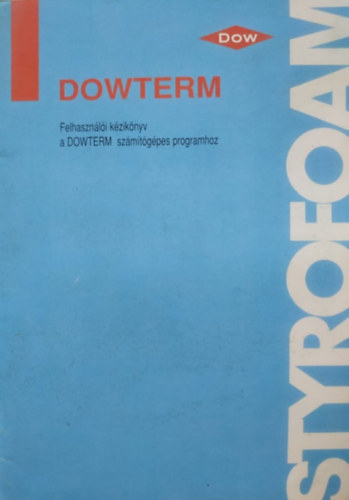 Dow
DOWTERM
Felhasználói kézikönyv
a DOWTERM számítógépes programhoz
STYROFOAM